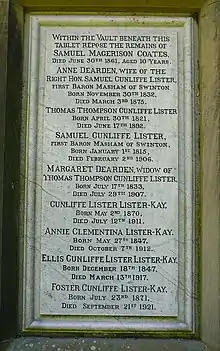 WITHIN THE VAULT BENEATH THIS
TABLET REPOSE THE REMAINS OF
SAMUEL MAGERISON COATES,
DIED JUNE 30TH 1861, AGED 10 YEARS.
ANNE DEARDEN, WIFE OF THE
RIGHT HON SAMUEL CUNLIFFE LISTER,
FIRST BARON MASHAM OF SWINTON,
BORN NOVEMBER 30TH 1832,
DIED MARCH 3RD 1875.
THOMAS THOMPSON CUNLIFFE LISTER
BORN APRIL 30TH 1821,
DIED JUNE 17TH 1892.
SAMUEL CUNLIFFE LISTER,
FIRST BARON MASHAM OF SWINTON,
BORN JANUARY 1ST 1815,
DIED FEBRUARY 2ND 1906.
MARGARET DEARDEN, WIDOW OF
THOMAS THOMPSON CUNLIFFE LISTER,
BORN JULY 17TH 1833,
DIED JULY 29TH 1907.
CUNLIFFE LISTER LISTER-KAY,
BORN MAY 2ND 1870,
DIED JULY 12TH 1911.
ANNIE CLEMENTINA LISTER-KAY,
BORN MAY 27TH 1847,
DIED OCTOBER 7TH 1912.
ELLIS CUNLIFFE LISTER LISTER-KAY,
BORN DECEMBER 18TH 1847,
DIED MARCH 13TH 1917.
FOSTER CUNLIFFE LISTER-KAY,
BORN JULY 23RD 1871,
DIED SEPTEMBER 21ST 1921.